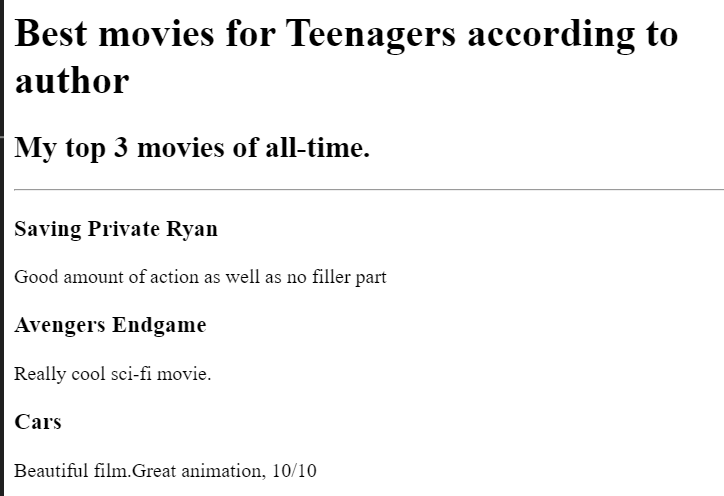 Best movies for Teenagers according to
author
My top 3 movies of all-time.
Saving Private Ryan
Good amount of action as well as no filler part
Avengers Endgame
Really cool sci-fi movie.
Cars
Beautiful film.Great animation, 10/10